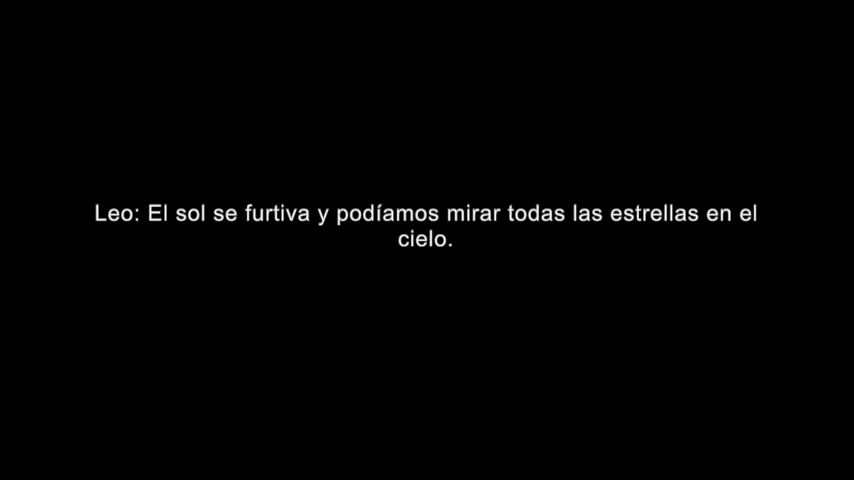 Leo: El sol se furtiva y podíamos mirar todas las estrellas en el
cielo.